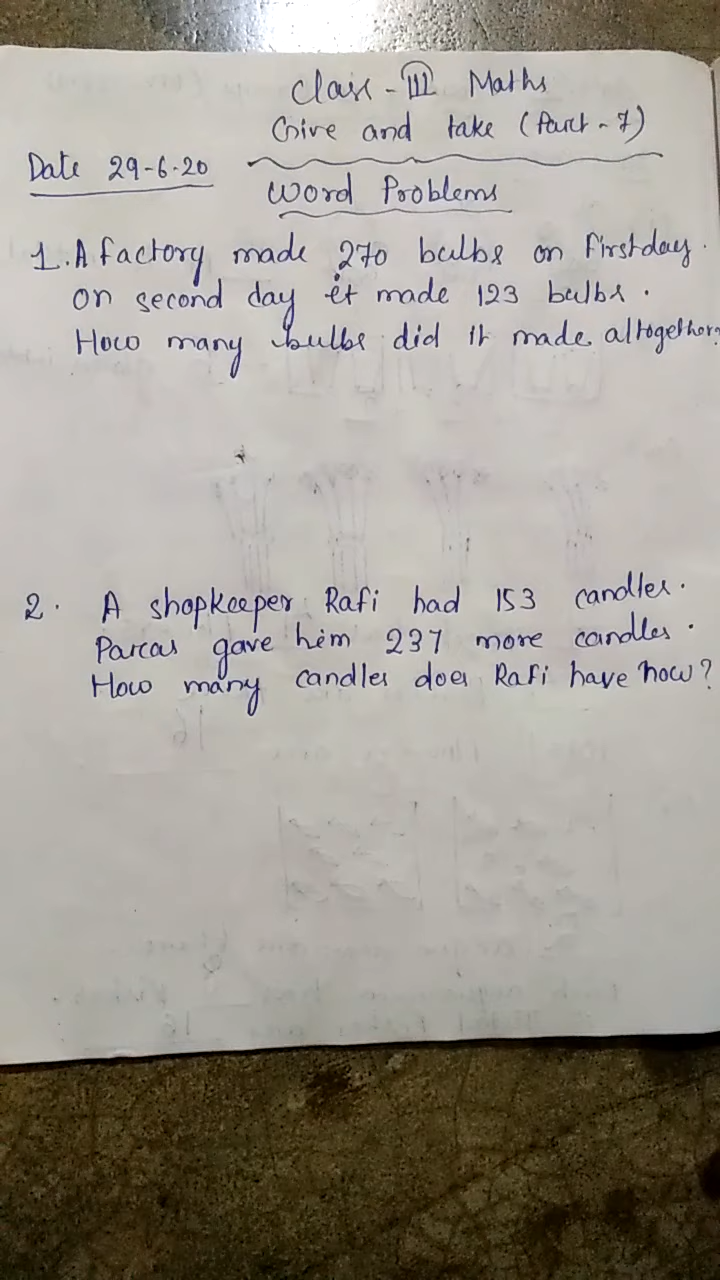 Class - III Maths
Give and take (Part - 7)
Date 29-6-20
Word Problems
1. A factory made 270 bulbs on first day.
on second day it made 123 bulbs.
How many bulbs did it made altogether?
2. A shopkeeper Rafi had 153 candles.
Paras gave him 237 more candles.
How many candles does Rafi have now?